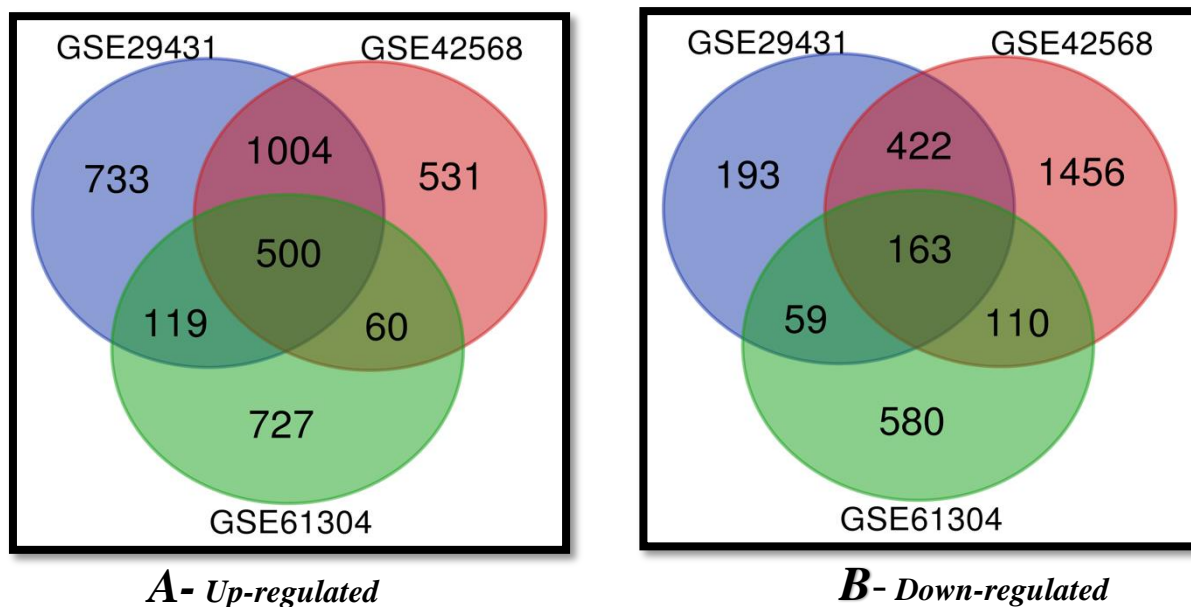 GSE29431
GSE42568
733
1004
531
500
119
60
727
GSE61304
A- Up-regulated
GSE29431
GSE42568
193
422
1456
163
59
110
580
GSE61304
B- Down-regulated